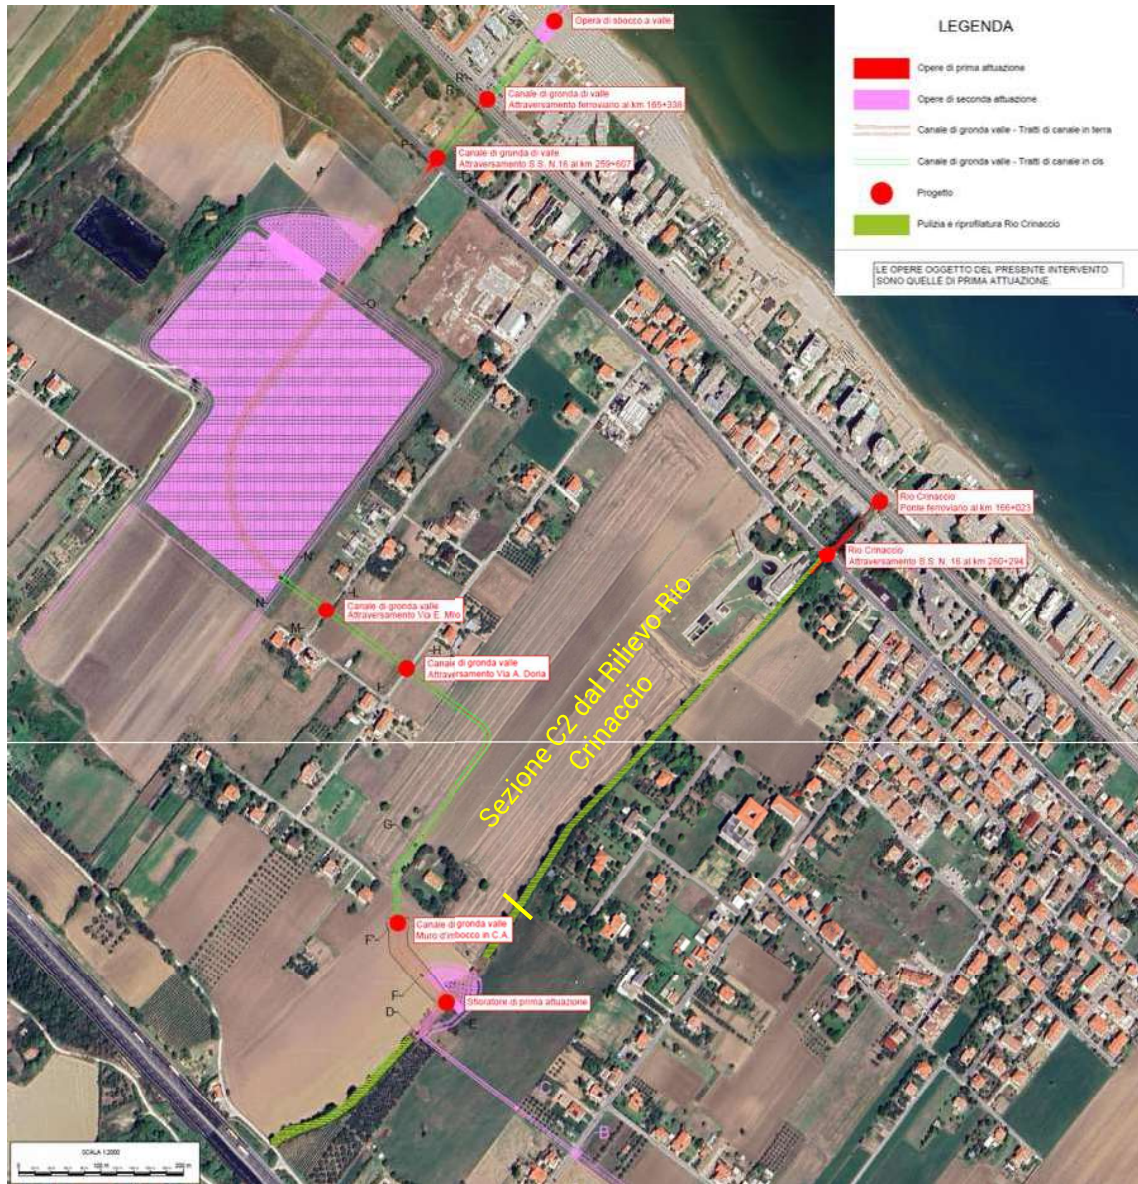 LEGENDA
Opere di prima attuazione
Opere di seconda attuazione
Canale di gronda valle - Tratti di canale in terra
Canale di gronda valle - Tratti di canale in cls
Progetto
Pulizia e riprofilatura Rio Crinaccio
LE OPERE OGGETTO DEL PRESENTE INTERVENTO
SONO QUELLE DI PRIMA ATTUAZIONE.
Opera di sbocco a valle
R'
R
Canale di gronda di valle
Attraversamento ferroviario al km 165+338
P
Canale di gronda di valle
Attraversamento S.S. N.16 al km 259+607
O
Rio Crinaccio
Ponte ferroviario al km 166+023
Rio Crinaccio
Attraversamento S.S. N. 16 al km 260+294
N'
N
L
Canale di gronda valle
Attraversamento Via E. Mlio
M
H
I
Canale di gronda valle
Attraversamento Via A. Doria
Sezione C2 dal Rilievo Rio
Crinaccio
G
Canale di gronda valle
Muro d'imbocco in C.A.
F'
F
Sfioratore di prima attuazione
D
E
C
B
SCALA 1:2000
100 m
200 m